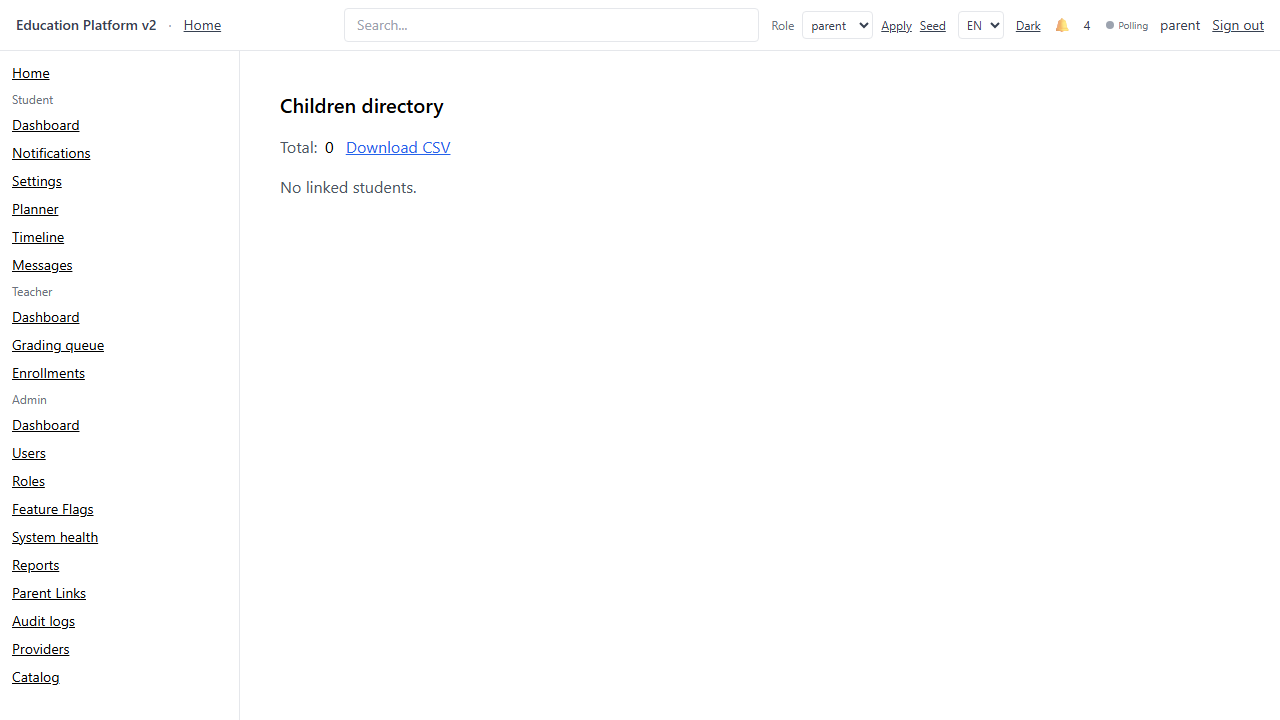 Education Platform v2 · Home Search... Role parent Apply Seed EN Dark 4 Polling parent Sign out
Home
Student
Dashboard
Notifications
Settings
Planner
Timeline
Messages
Teacher
Dashboard
Grading queue
Enrollments
Admin
Dashboard
Users
Roles
Feature Flags
System health
Reports
Parent Links
Audit logs
Providers
Catalog
Children directory
Total: 0 Download CSV
No linked students.